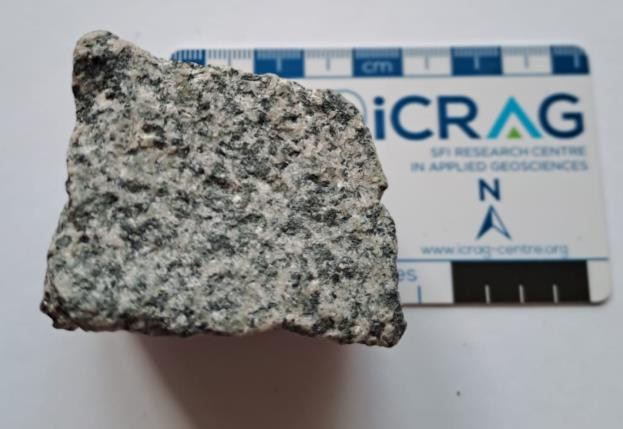 cm
iCRAG
SFI RESEARCH CENTRE
IN APPLIED GEOSCIENCES
N
www.icrag-centre.org